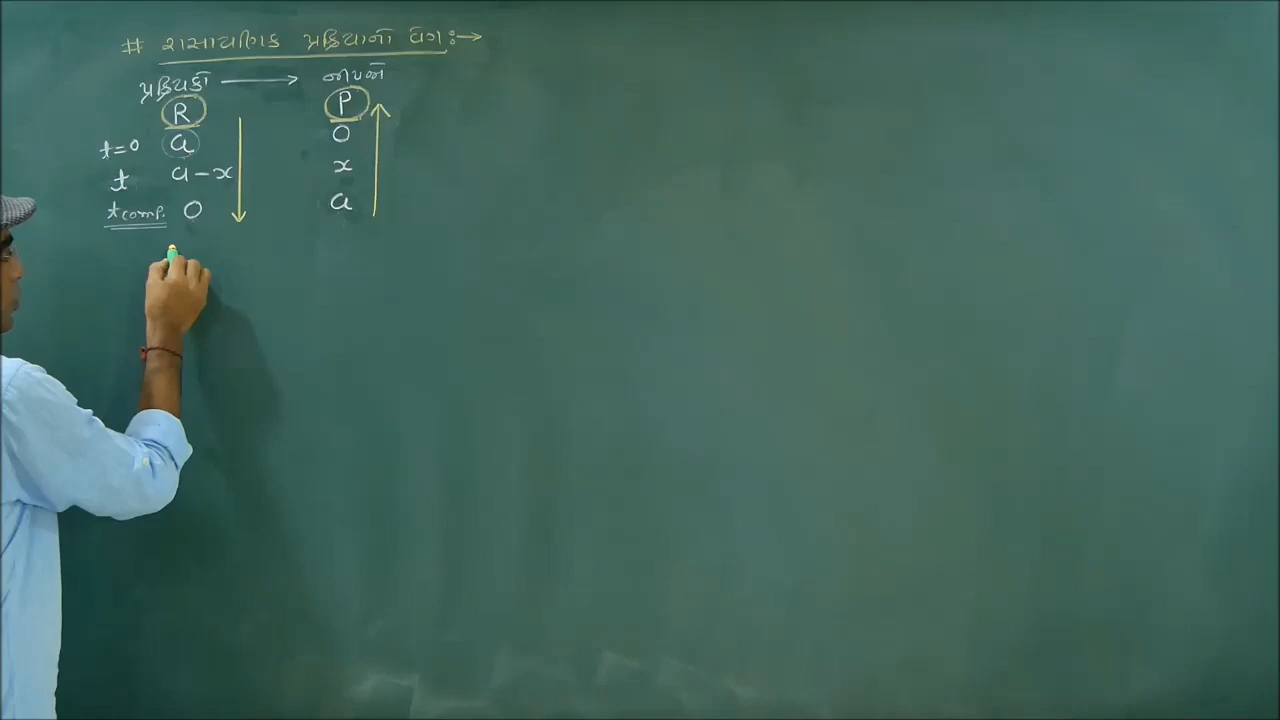 # રાસાયણિક પ્રક્રિયાનો વેગ :→
પ્રક્રિયકો → નીપજો
R P
t=0 a 0
t a-x x
t comp. 0 a